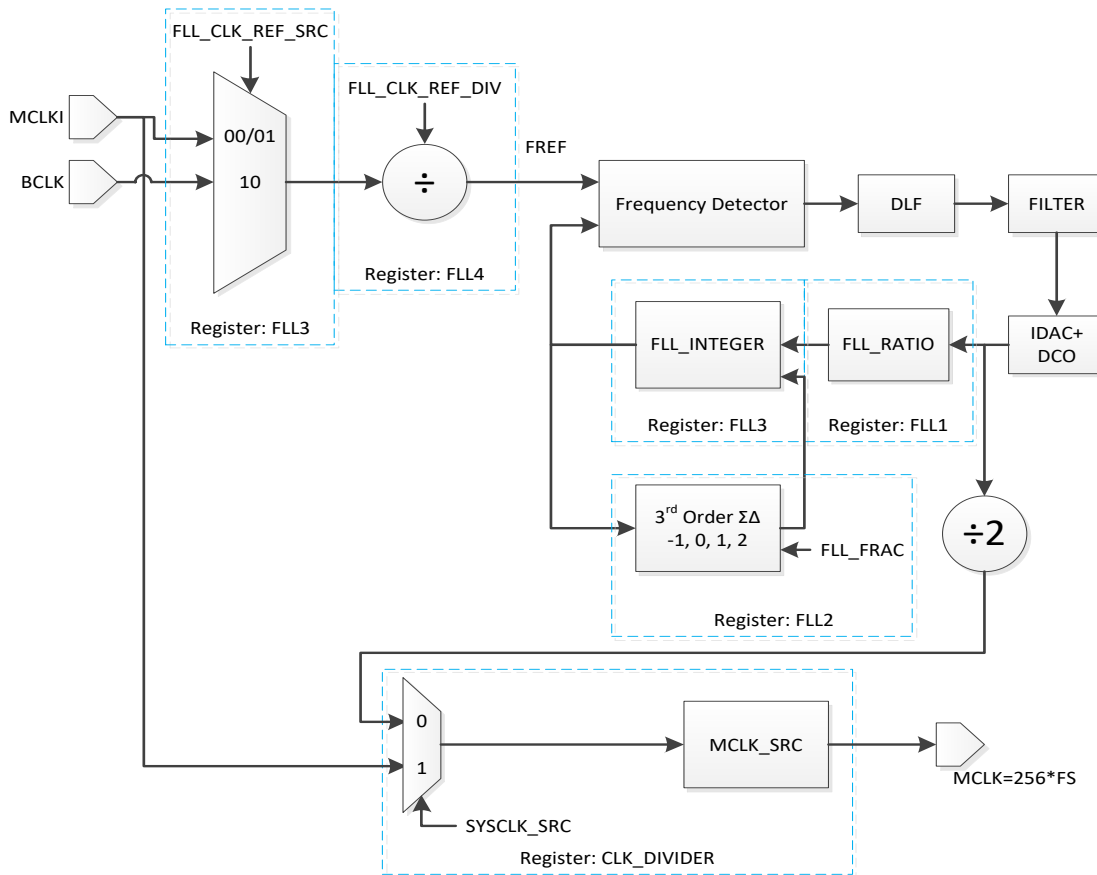 FLL_CLK_REF_SRC
FLL_CLK_REF_DIV
MCLKI
00/01
BCLK
10
÷
FREF
Frequency Detector
DLF
FILTER
Register: FLL4
Register: FLL3
FLL_INTEGER
FLL_RATIO
IDAC+
DCO
Register: FLL3
Register: FLL1
3rd Order ΣΔ
-1, 0, 1, 2
FLL_FRAC
÷2
Register: FLL2
0
1
MCLK_SRC
MCLK=256*FS
SYSCLK_SRC
Register: CLK_DIVIDER